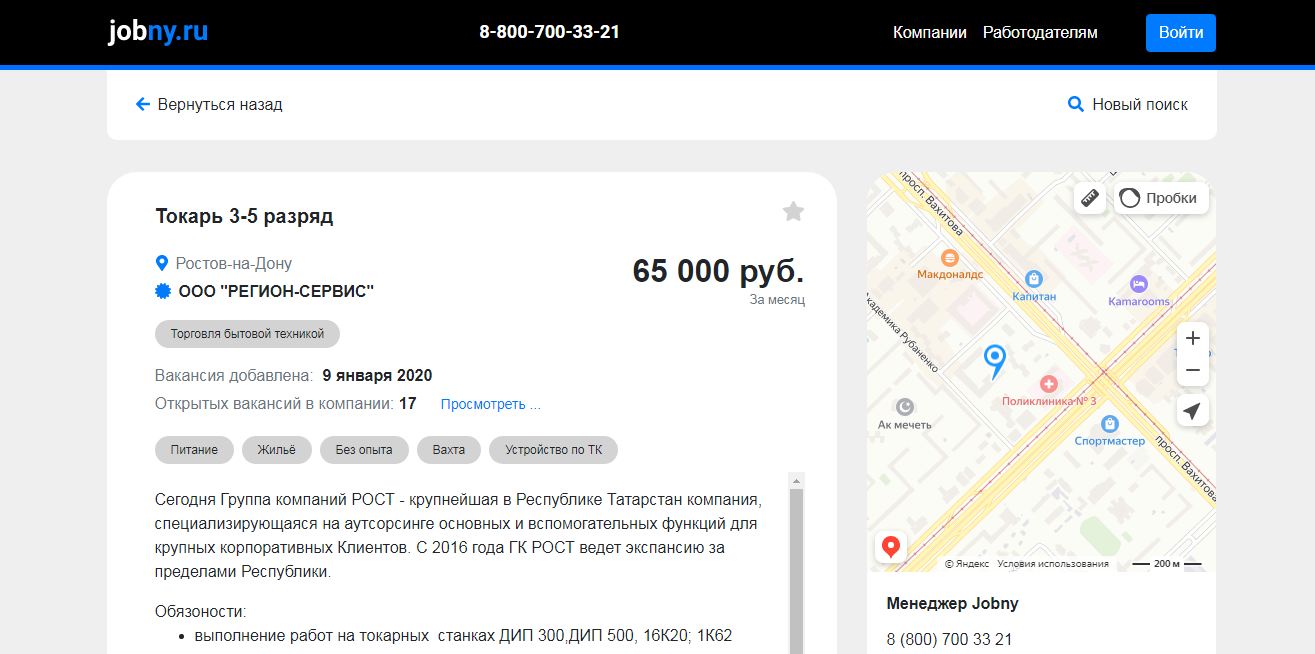 jobny.ru
8-800-700-33-21
Компании
Работодателям
Войти
Вернуться назад
Новый поиск
Токарь 3-5 разряд
Ростов-на-Дону
ООО "РЕГИОН-СЕРВИС"
65 000 руб.
За месяц
Торговля бытовой техникой
Вакансия добавлена: 9 января 2020
Открытых вакансий в компании: 17 Просмотреть ...
Питание
Жильё
Без опыта
Вахта
Устройство по ТК
Сегодня Группа компаний РОСТ - крупнейшая в Республике Татарстан компания,
специализирующаяся на аутсорсинге основных и вспомогательных функций для
крупных корпоративных Клиентов. С 2016 года ГК РОСТ ведет экспансию за
пределами Республики.
Обязоности:
• выполнение работ на токарных станках ДИП 300,ДИП 500, 16К20; 1К62
просп. Вахитова
Пробки
Макдоналдс
Капитан
Kamarooms
академика Рубаненко
Поликлиника № 3
Ак мечеть
Спортмастер
просп. Вахитова
© Яндекс Условия использования
200 м
Менеджер Jobny
8 (800) 700 33 21